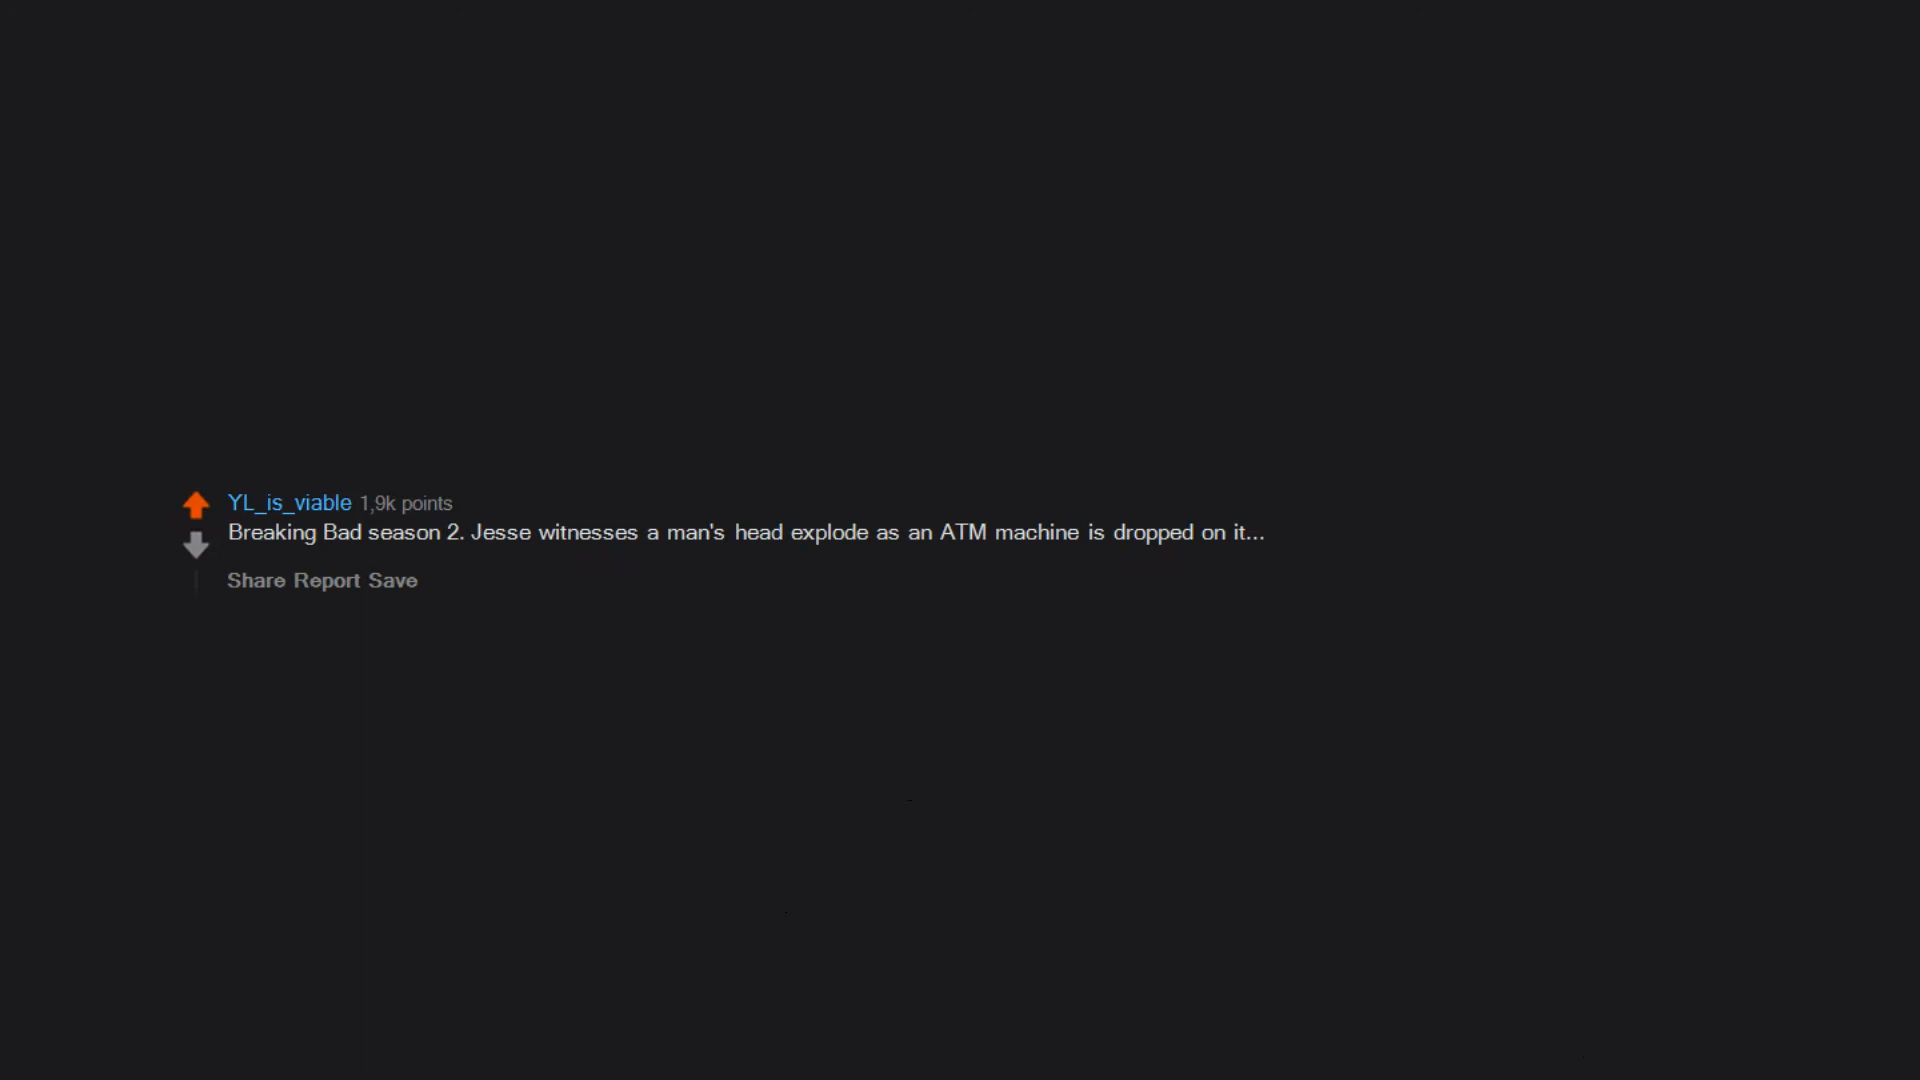 YL_is_viable 1,9k points
Breaking Bad season 2. Jesse witnesses a man's head explode as an ATM machine is dropped on it...
Share Report Save